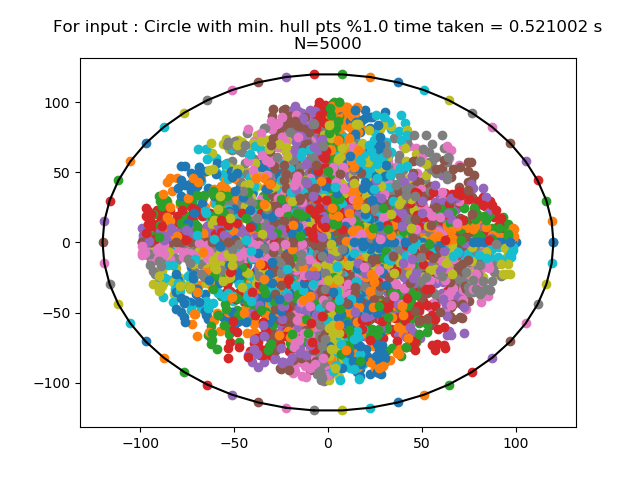 For input : Circle with min. hull pts %1.0 time taken = 0.521002 s
N=5000
100
50
0
−50
−100
−100 −50 0 50 100